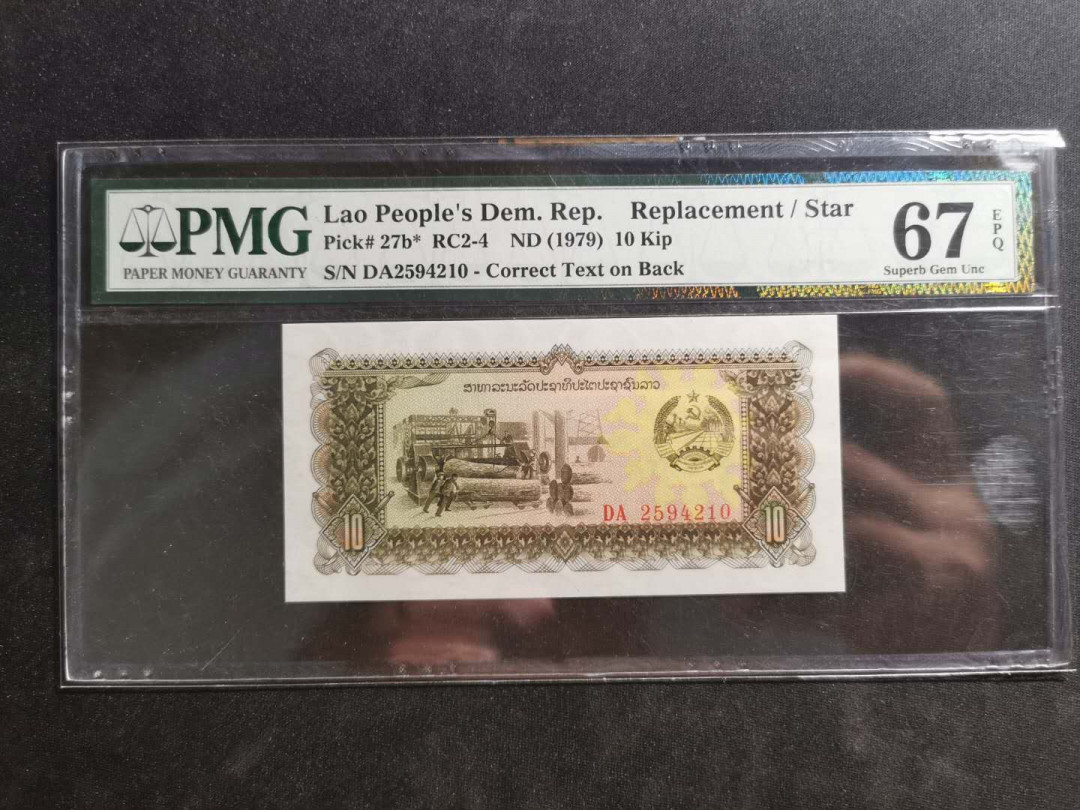 PMG
PAPER MONEY GUARANTY
Lao People's Dem. Rep. Replacement / Star
Pick# 27b* RC2-4 ND (1979) 10 Kip
S/N DA2594210 - Correct Text on Back
67
EPQ
Superb Gem Unc
ສາທາລະນະລັດປະຊາທິປະໄຕປະຊາຊົນລາວ
DA 2594210
10
10